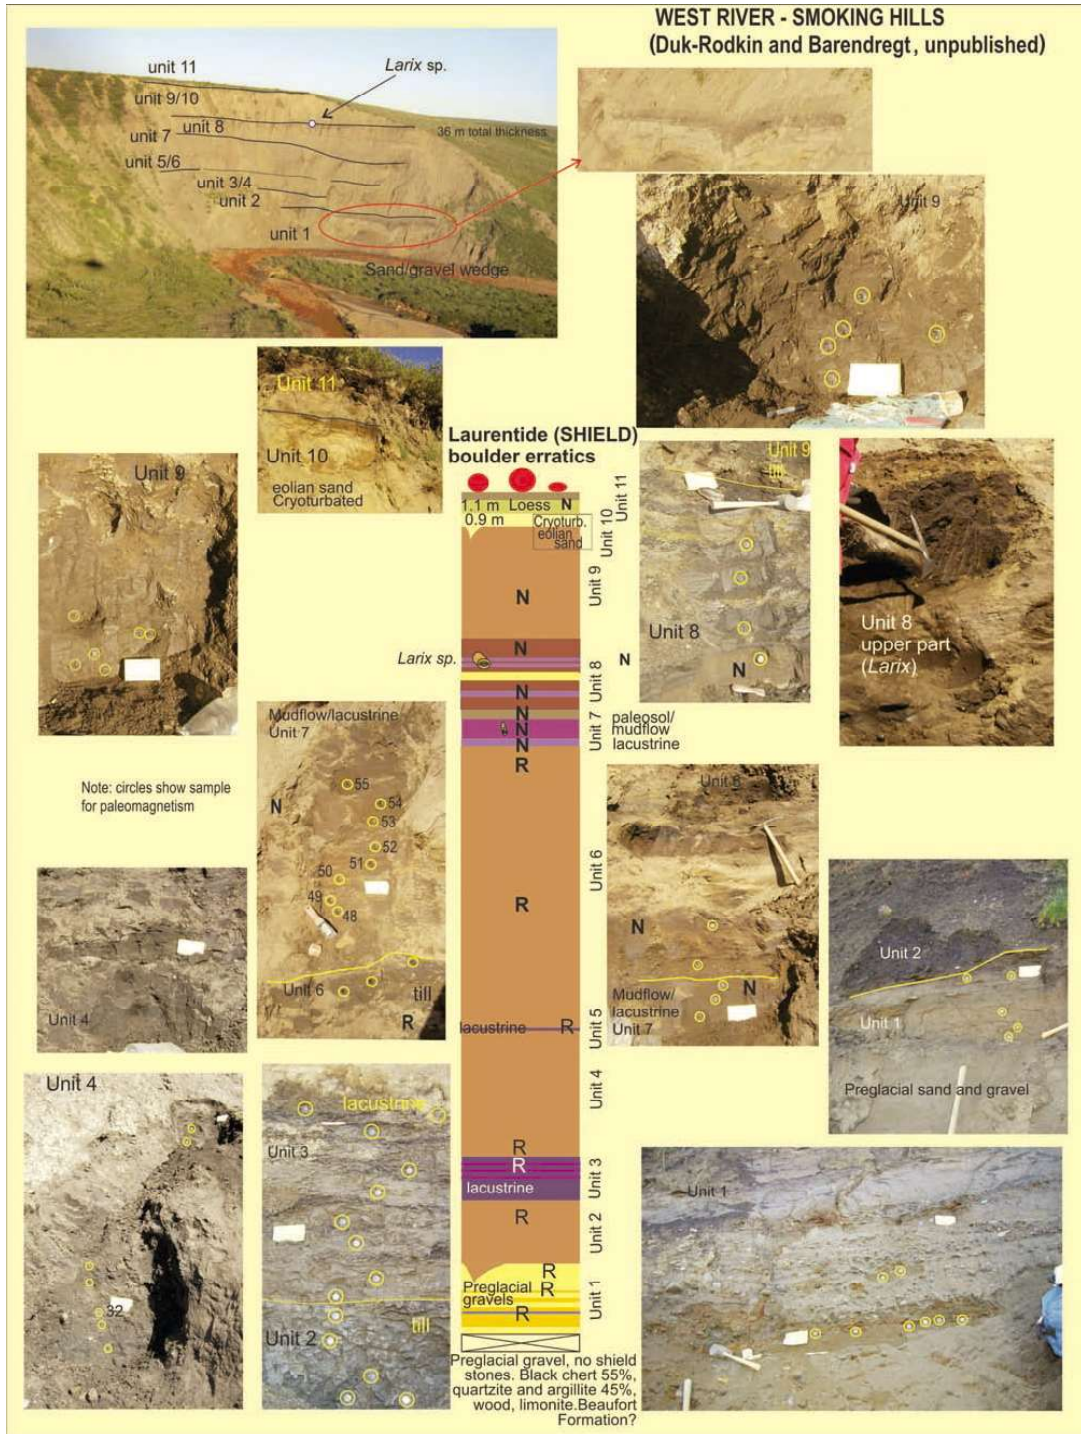 WEST RIVER - SMOKING HILLS
(Duk-Rodkin and Barendregt, unpublished)
unit 11
Larix sp.
unit 9/10
unit 8
36 m total thickness
unit 7
5/6
unit 3/4
unit 2
unit 1
Sand/gravel wedge
Unit 9
Unit 11
Unit 10
eolian sand
Cryoturbated
Laurentide (SHIELD)
boulder erratics
Unit 9
Unit 9
till
Unit 8
N
Unit 8
upper part
(Larix)
1.1 m Loess N
0.9 m
Cryoturb.
eolian
sand
Unit 11
Unit 10
Unit 9
N
N
Larix sp.
N
Unit 8
N
N
N
N
Unit 7
paleosol/
mudflow
lacustrine
R
Unit 6
R
lacustrine R
Unit 5
Unit 4
R
R
lacustrine
Unit 3
R
Unit 2
R
Preglacial R
gravels
R
Unit 1
Preglacial gravel, no shield
stones. Black chert 55%,
quartzite and argillite 45%,
wood, limonite.Beaufort
Formation?
Mudflow/lacustrine
Unit 7
N
55
54
53
52
51
50
49
48
Unit 6
till
R
Note: circles show sample
for paleomagnetism
Unit 8
N
N
Mudflow/
lacustrine
Unit 7
Unit 2
Unit 1
Preglacial sand and gravel
Unit 4
Unit 4
32
lacustrine
Unit 3
till
Unit 2
Unit 1